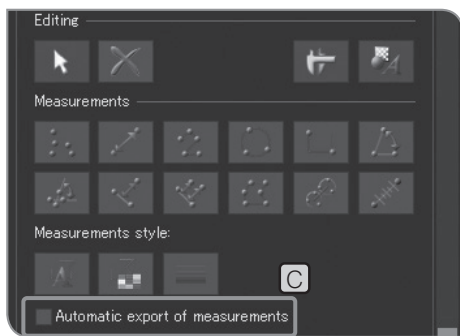 Editing
Measurements
Measurements style:
C
Automatic export of measurements